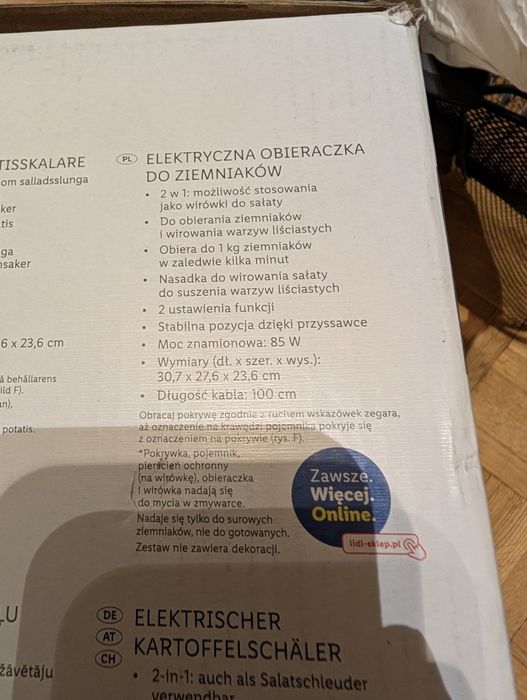 TISSKALARE
om salladsslunga
ker
tis
ga
nsaker
6 x 23,6 cm
å behållarens
ild F).
an),
potatis.
PL ELEKTRYCZNA OBIERACZKA
DO ZIEMNIAKÓW
• 2 w 1: możliwość stosowania
jako wirówki do sałaty
• Do obierania ziemniaków
i wirowania warzyw liściastych
• Obiera do 1 kg ziemniaków
w zaledwie kilka minut
• Nasadka do wirowania sałaty
do suszenia warzyw liściastych
• 2 ustawienia funkcji
• Stabilna pozycja dzięki przyssawce
• Moc znamionowa: 85 W
• Wymiary (dł. x szer. x wys.):
30,7 x 27,6 x 23,6 cm
• Długość kabla: 100 cm
Obracaj pokrywę zgodnie z ruchem wskazówek zegara,
aż oznaczenie na krawędzi pojemnika pokryje się
z oznaczeniem na pokrywie (rys. F).
*Pokrywka, pojemnik,
pierścień ochronny
(na wirówkę), obieraczka
i wirówka nadają się
do mycia w zmywarce.
Nadaje się tylko do surowych
ziemniaków, nie do gotowanych.
Zestaw nie zawiera dekoracji.
Zawsze.
Więcej.
Online.
lidl-sklep.pl
ĻU
žāvētāju
DE ELEKTRISCHER
AT KARTOFFELSCHÄLER
CH
• 2-in-1: auch als Salatschleuder
verwendbar